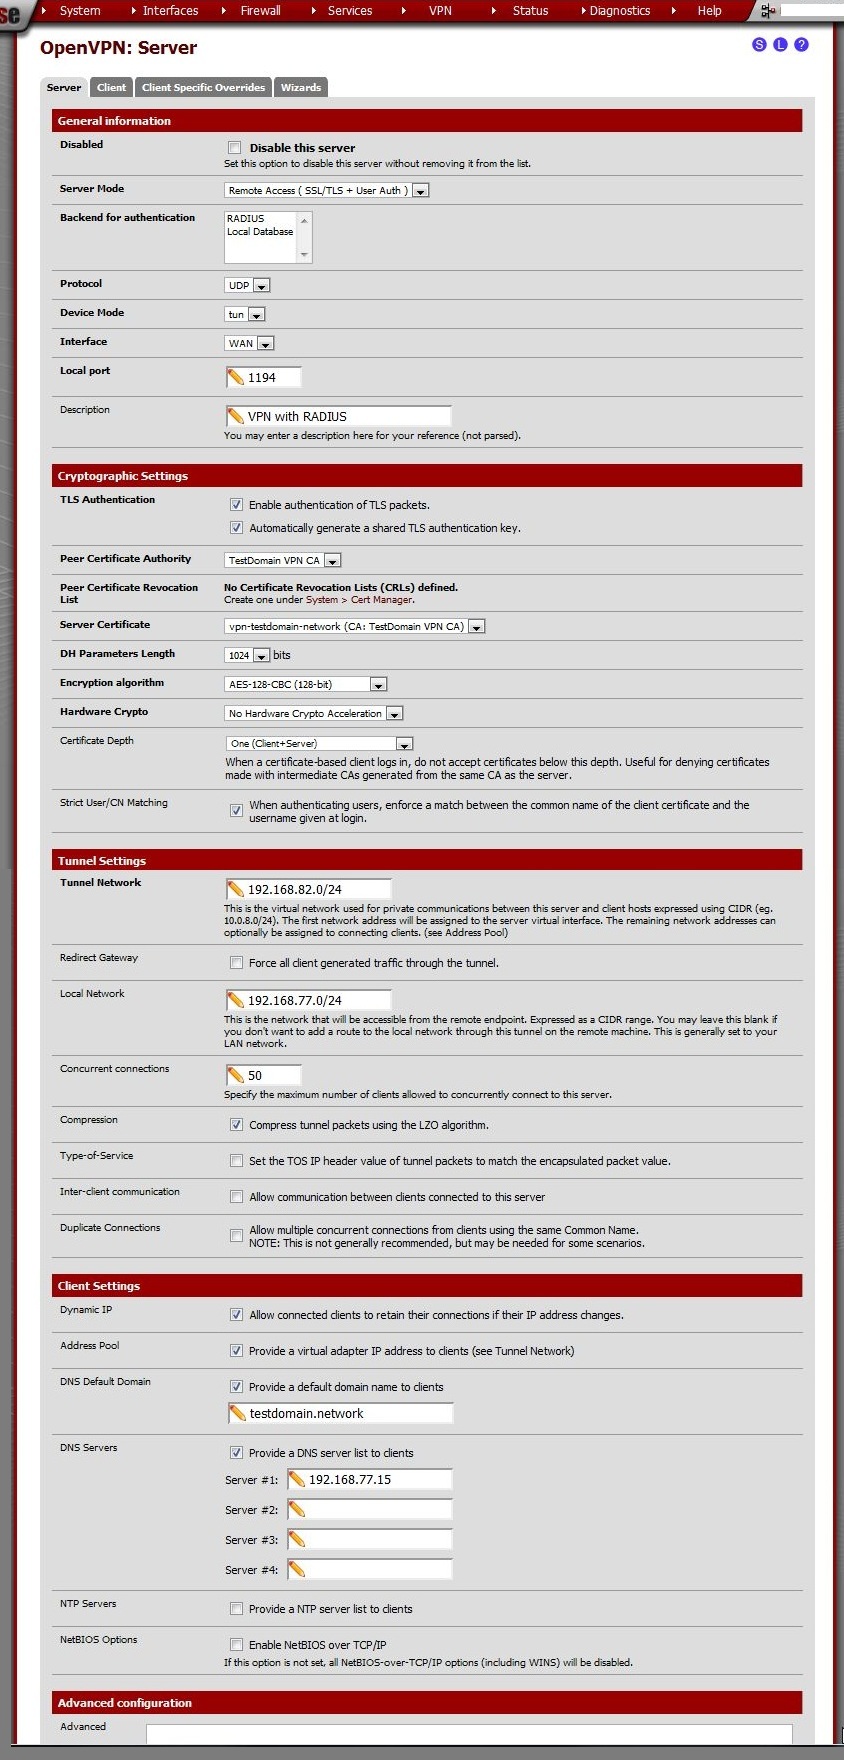 se
System
Interfaces
Firewall
Services
VPN
Status
Diagnostics
Help
OpenVPN: Server
S L ?
Server
Client
Client Specific Overrides
Wizards
General information
Disabled
Disable this server
Set this option to disable this server without removing it from the list.
Server Mode
Remote Access ( SSL/TLS + User Auth )
Backend for authentication
RADIUS
Local Database
Protocol
UDP
Device Mode
tun
Interface
WAN
Local port
1194
Description
VPN with RADIUS
You may enter a description here for your reference (not parsed).
Cryptographic Settings
TLS Authentication
Enable authentication of TLS packets.
Automatically generate a shared TLS authentication key.
Peer Certificate Authority
TestDomain VPN CA
Peer Certificate Revocation
List
No Certificate Revocation Lists (CRLs) defined.
Create one under System > Cert Manager.
Server Certificate
vpn-testdomain-network (CA: TestDomain VPN CA)
DH Parameters Length
1024 bits
Encryption algorithm
AES-128-CBC (128-bit)
Hardware Crypto
No Hardware Crypto Acceleration
Certificate Depth
One (Client+Server)
When a certificate-based client logs in, do not accept certificates below this depth. Useful for denying certificates
made with intermediate CAs generated from the same CA as the server.
Strict User/CN Matching
When authenticating users, enforce a match between the common name of the client certificate and the
username given at login.
Tunnel Settings
Tunnel Network
192.168.82.0/24
This is the virtual network used for private communications between this server and client hosts expressed using CIDR (eg.
10.0.8.0/24). The first network address will be assigned to the server virtual interface. The remaining network addresses can
optionally be assigned to connecting clients. (see Address Pool)
Redirect Gateway
Force all client generated traffic through the tunnel.
Local Network
192.168.77.0/24
This is the network that will be accessible from the remote endpoint. Expressed as a CIDR range. You may leave this blank if
you don't want to add a route to the local network through this tunnel on the remote machine. This is generally set to your
LAN network.
Concurrent connections
50
Specify the maximum number of clients allowed to concurrently connect to this server.
Compression
Compress tunnel packets using the LZO algorithm.
Type-of-Service
Set the TOS IP header value of tunnel packets to match the encapsulated packet value.
Inter-client communication
Allow communication between clients connected to this server
Duplicate Connections
Allow multiple concurrent connections from clients using the same Common Name.
NOTE: This is not generally recommended, but may be needed for some scenarios.
Client Settings
Dynamic IP
Allow connected clients to retain their connections if their IP address changes.
Address Pool
Provide a virtual adapter IP address to clients (see Tunnel Network)
DNS Default Domain
Provide a default domain name to clients
testdomain.network
DNS Servers
Provide a DNS server list to clients
Server #1: 192.168.77.15
Server #2:
Server #3:
Server #4:
NTP Servers
Provide a NTP server list to clients
NetBIOS Options
Enable NetBIOS over TCP/IP
If this option is not set, all NetBIOS-over-TCP/IP options (including WINS) will be disabled.
Advanced configuration
Advanced